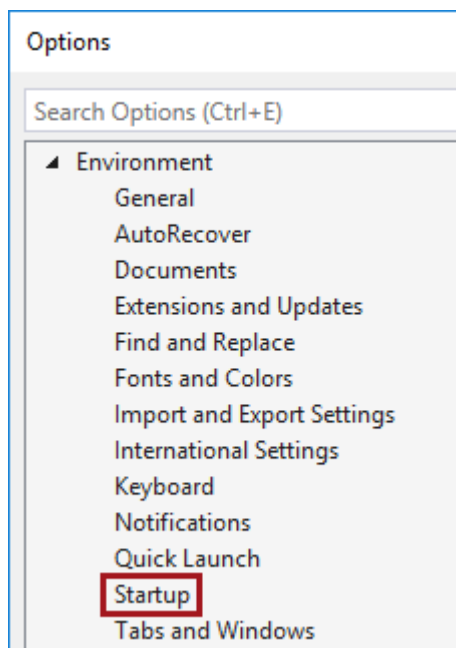 Options
Search Options (Ctrl+E)
Environment
General
AutoRecover
Documents
Extensions and Updates
Find and Replace
Fonts and Colors
Import and Export Settings
International Settings
Keyboard
Notifications
Quick Launch
Startup
Tabs and Windows